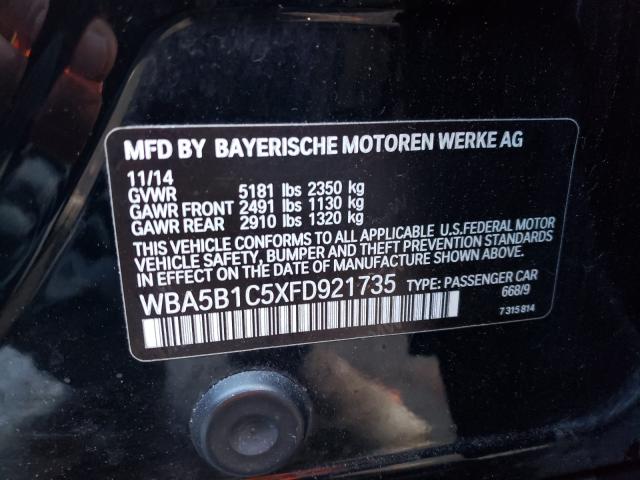 MFD BY BAYERISCHE MOTOREN WERKE AG
11/14
GVWR 5181 lbs 2350 kg
GAWR FRONT 2491 lbs 1130 kg
GAWR REAR 2910 lbs 1320 kg
THIS VEHICLE CONFORMS TO ALL APPLICABLE U.S.FEDERAL MOTOR
VEHICLE SAFETY, BUMPER AND THEFT PREVENTION STANDARDS
IN EFFECT ON THE DATE OF MANUFACTURE SHOWN ABOVE.
WBA5B1C5XFD921735 TYPE: PASSENGER CAR
668/9
7 315 814